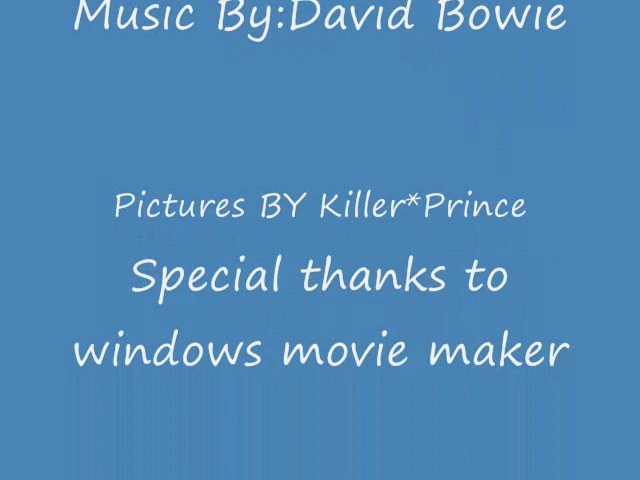 Music By:David Bowie
Pictures BY Killer*Prince
Special thanks to
windows movie maker